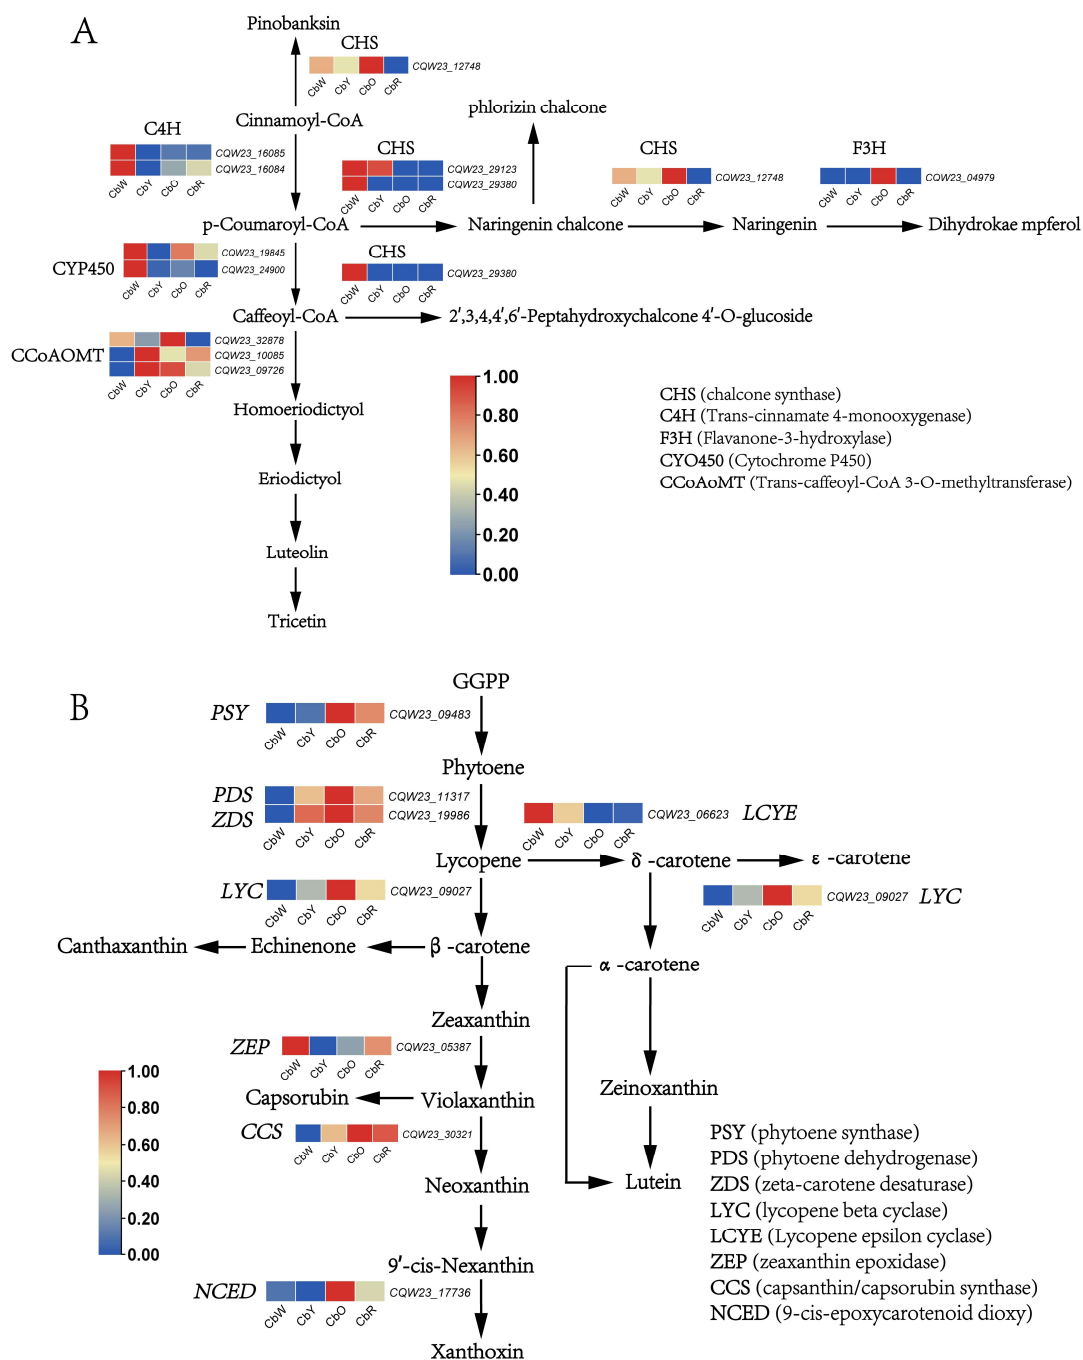 A
Pinobanksin
CHS
CQW23_12748
CbW CbY CbO CbR
Cinnamoyl-CoA
phlorizin chalcone
C4H
CQW23_16085
CQW23_16084
CbW CbY CbO CbR
CHS
CQW23_29123
CQW23_29380
CbW CbY CbO CbR
CHS
CQW23_12748
CbW CbY CbO CbR
F3H
CQW23_04979
CbW CbY CbO CbR
p-Coumaroyl-CoA
Naringenin chalcone
Naringenin
Dihydrokae mpferol
CYP450
CQW23_19845
CQW23_24900
CbW CbY CbO CbR
CHS
CQW23_29380
CbW CbY CbO CbR
Caffeoyl-CoA
2',3,4,4',6'-Peptahydroxychalcone 4'-O-glucoside
CCoAOMT
CQW23_32878
CQW23_10085
CQW23_09726
CbW CbY CbO CbR
Homoeriodictyol
Eriodictyol
Luteolin
Tricetin
1.00
0.80
0.60
0.40
0.20
0.00
CHS (chalcone synthase)
C4H (Trans-cinnamate 4-monooxygenase)
F3H (Flavanone-3-hydroxylase)
CYO450 (Cytochrome P450)
CCoAoMT (Trans-caffeoyl-CoA 3-O-methyltransferase)
B
GGPP
PSY
CQW23_09483
CbW CbY CbO CbR
Phytoene
PDS
CQW23_11317
ZDS
CQW23_19986
CbW CbY CbO CbR
CQW23_06623
LCYE
CbW CbY CbO CbR
Lycopene
δ -carotene
ε -carotene
LYC
CQW23_09027
CbW CbY CbO CbR
CQW23_09027
LYC
CbW CbY CbO CbR
Canthaxanthin
Echinenone
β -carotene
α -carotene
Zeaxanthin
ZEP
CQW23_05387
CbW CbY CbO CbR
Capsorubin
Violaxanthin
Zeinoxanthin
CCS
CQW23_30321
CbW CbY CbO CbR
Neoxanthin
Lutein
9'-cis-Nexanthin
NCED
CQW23_17736
CbW CbY CbO CbR
Xanthoxin
1.00
0.80
0.60
0.40
0.20
0.00
PSY (phytoene synthase)
PDS (phytoene dehydrogenase)
ZDS (zeta-carotene desaturase)
LYC (lycopene beta cyclase)
LCYE (Lycopene epsilon cyclase)
ZEP (zeaxanthin epoxidase)
CCS (capsanthin/capsorubin synthase)
NCED (9-cis-epoxycarotenoid dioxy)